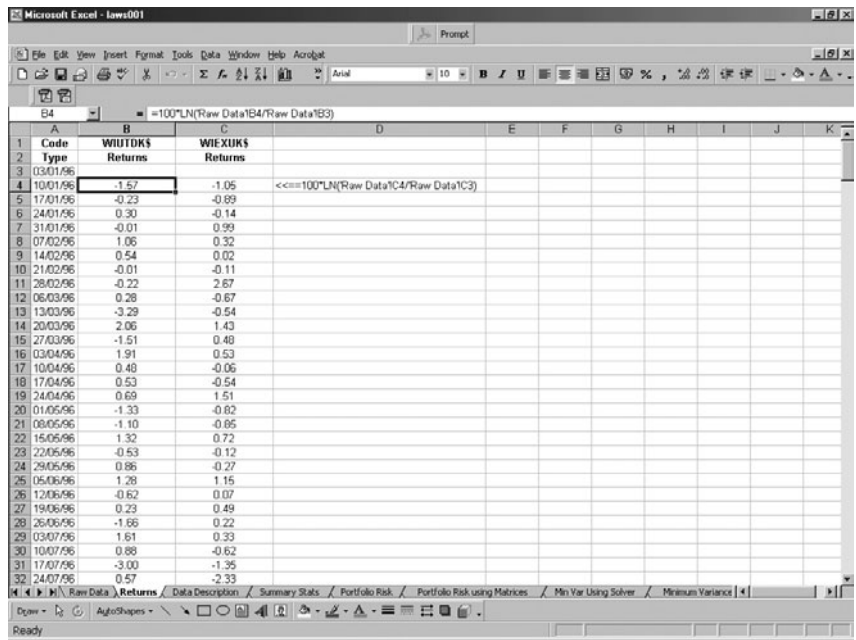 Microsoft Excel - laws001
Prompt
File Edit View Insert Format Tools Data Window Help Acrobat
Arial 10 B I U
B4 = =100*LN('Raw Data'!B4/'Raw Data'!B3)
A B C D E F G H I J K
1 Code WIUTDK$ WIEXUK$
2 Type Returns Returns
3 03/01/96
4 10/01/96 -1.57 -1.05 <<==100*LN('Raw Data'!C4/'Raw Data'!C3)
5 17/01/96 -0.23 -0.89
6 24/01/96 0.30 -0.14
7 31/01/96 -0.01 0.99
8 07/02/96 1.06 0.32
9 14/02/96 0.54 0.02
10 21/02/96 -0.01 -0.11
11 28/02/96 -0.22 2.67
12 06/03/96 0.28 -0.67
13 13/03/96 -3.29 -0.54
14 20/03/96 2.06 1.43
15 27/03/96 -1.51 0.48
16 03/04/96 1.91 0.53
17 10/04/96 0.48 -0.06
18 17/04/96 0.53 -0.54
19 24/04/96 0.69 1.51
20 01/05/96 -1.33 -0.82
21 08/05/96 -1.10 -0.85
22 15/05/96 1.32 0.72
23 22/05/96 -0.53 -0.12
24 29/05/96 0.86 -0.27
25 05/06/96 1.28 1.15
26 12/06/96 -0.62 0.07
27 19/06/96 0.23 0.49
28 26/06/96 -1.66 0.22
29 03/07/96 1.61 0.33
30 10/07/96 0.88 -0.62
31 17/07/96 -3.00 -1.35
32 24/07/96 0.57 -2.33
Raw Data Returns Data Description Summary Stats Portfolio Risk Portfolio Risk using Matrices Min Var Using Solver Minimum Variance
Draw AutoShapes
Ready